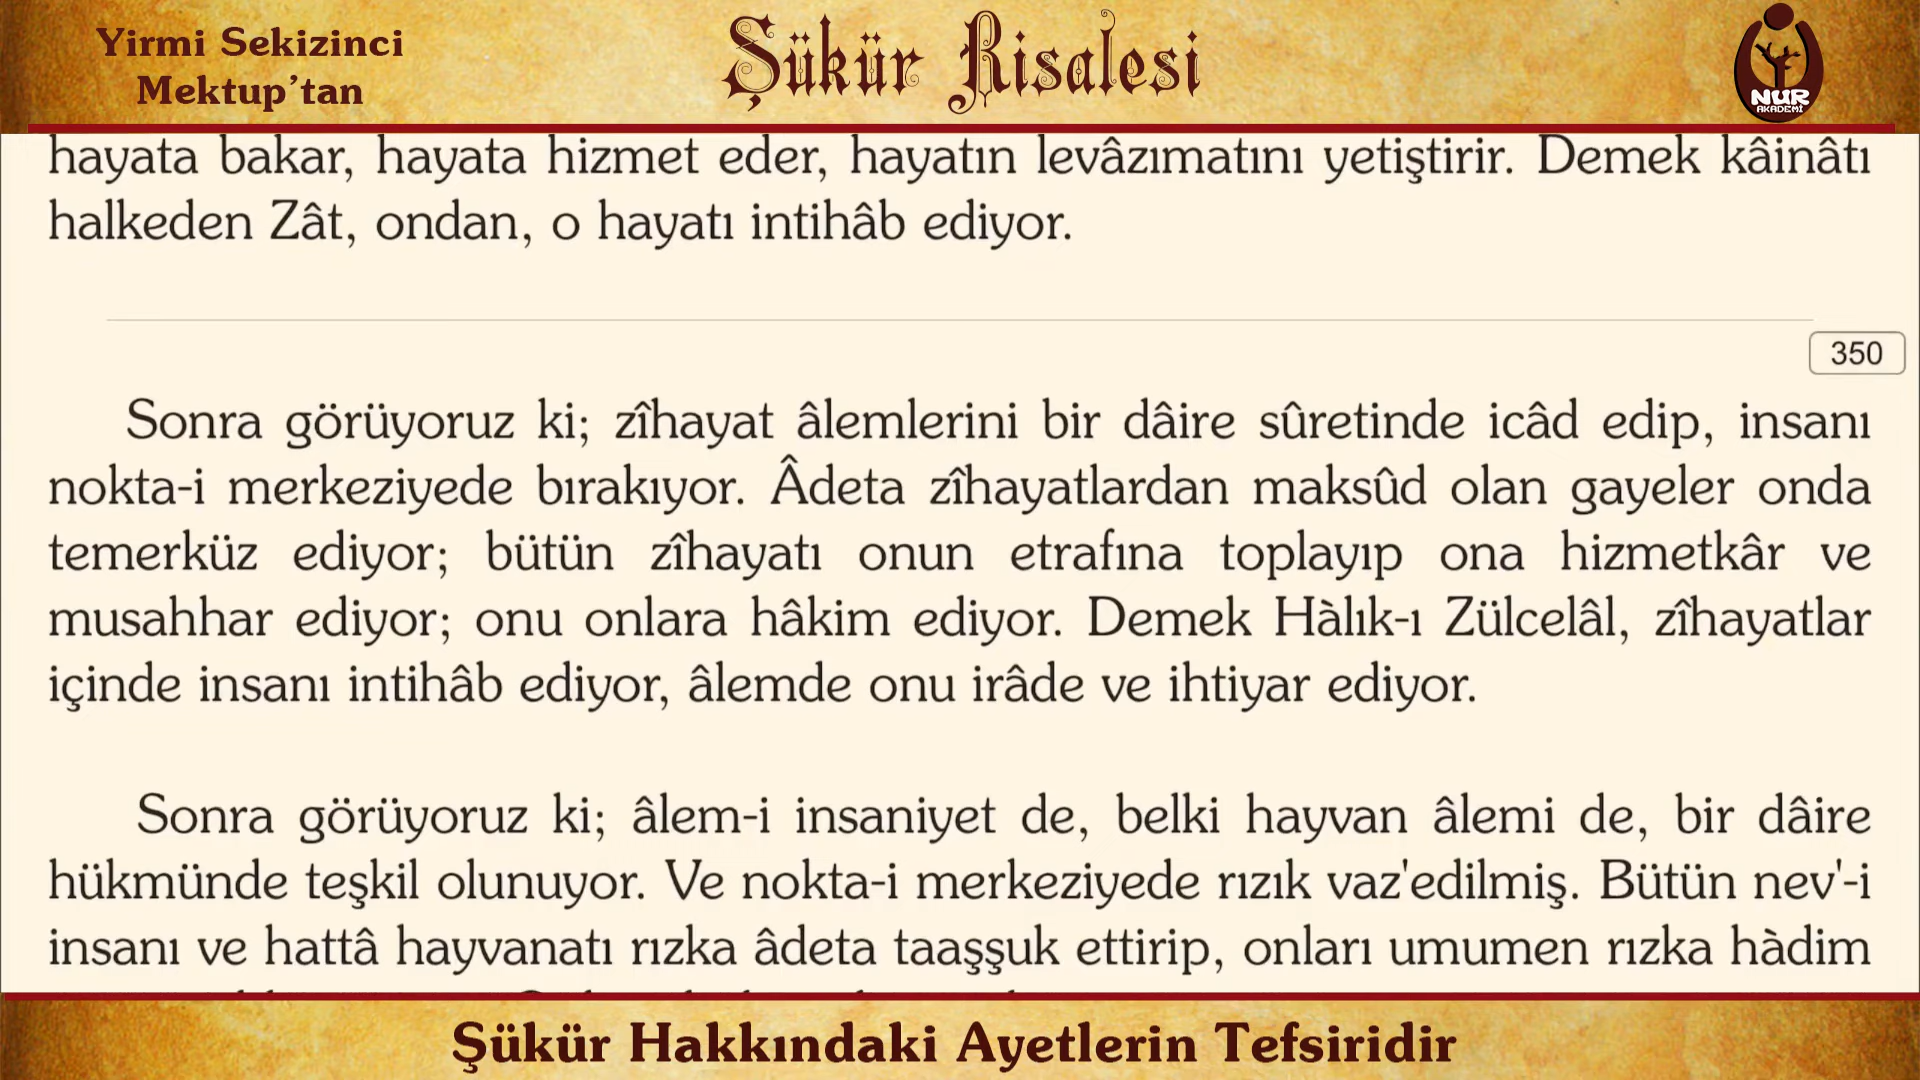 Yirmi Sekizinci
Mektup'tan
Şükür Risalesi
NUR
AKADEMİ
hayata bakar, hayata hizmet eder, hayatın levâzımatını yetiştirir. Demek kâinâtı
halkeden Zât, ondan, o hayatı intihâb ediyor.
350
Sonra görüyoruz ki; zîhayat âlemlerini bir dâire sûretinde icâd edip, insanı
nokta-i merkeziyede bırakıyor. Âdeta zîhayatlardan maksûd olan gayeler onda
temerküz ediyor; bütün zîhayatı onun etrafına toplayıp ona hizmetkâr ve
musahhar ediyor; onu onlara hâkim ediyor. Demek Hàlık-ı Zülcelâl, zîhayatlar
içinde insanı intihâb ediyor, âlemde onu irâde ve ihtiyar ediyor.
Sonra görüyoruz ki; âlem-i insaniyet de, belki hayvan âlemi de, bir dâire
hükmünde teşkil olunuyor. Ve nokta-i merkeziyede rızık vaz'edilmiş. Bütün nev'-i
insanı ve hattâ hayvanatı rızka âdeta taaşşuk ettirip, onları umumen rızka hàdim
Şükür Hakkındaki Ayetlerin Tefsiridir